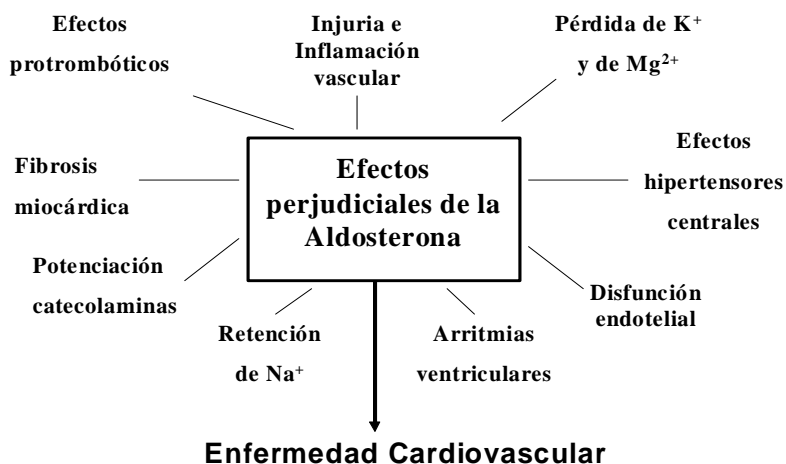 Efectos
protrombóticos
Injuria e
Inflamación
vascular
Pérdida de K⁺
y de Mg²⁺
Fibrosis
miocárdica
Efectos
perjudiciales de la
Aldosterona
Efectos
hipertensores
centrales
Potenciación
catecolaminas
Retención
de Na⁺
Arritmias
ventriculares
Disfunción
endotelial
Enfermedad Cardiovascular